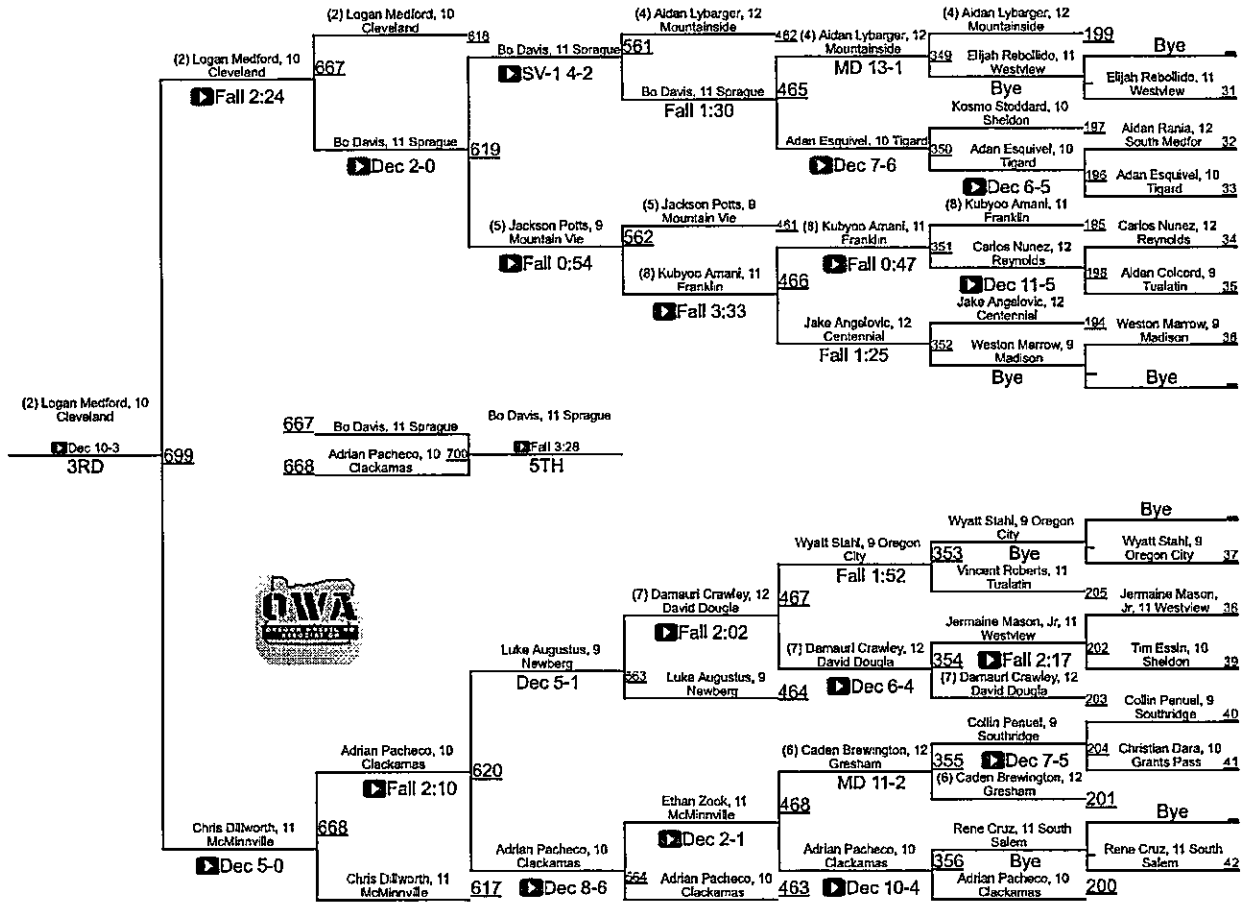 (2) Logan Medford, 10
Cleveland
618
(2) Logan Medford, 10
Cleveland
667
Fall 2:24
Bo Davis, 11 Sprague
Dec 2-0
619
Bo Davis, 11 Sprague
SV-1 4-2
561
(4) Aidan Lybarger, 12
Mountainside
462
Bo Davis, 11 Sprague
Fall 1:30
465
(4) Aidan Lybarger, 12
Mountainside
MD 13-1
349
(4) Aidan Lybarger, 12
Mountainside
199
Elijah Rebollido, 11
Westview
Bye
Bye
Elijah Rebollido, 11
Westview
31
Adan Esquivel, 10 Tigard
Dec 7-6
350
Kosmo Stoddard, 10
Sheldon
197
Adan Esquivel, 10
Tigard
Dec 6-5
196
Aidan Rania, 12
South Medfor
32
Adan Esquivel, 10
Tigard
33
(5) Jackson Potts, 9
Mountain Vie
Fall 0:54
562
(5) Jackson Potts, 9
Mountain Vie
461
(8) Kubyoo Amani, 11
Franklin
Fall 3:33
466
(8) Kubyoo Amani, 11
Franklin
Fall 0:47
351
(8) Kubyoo Amani, 11
Franklin
195
Carlos Nunez, 12
Reynolds
Dec 11-5
198
Carlos Nunez, 12
Reynolds
34
Aidan Colcord, 9
Tualatin
35
Jake Angelovic, 12
Centennial
Fall 1:25
352
Jake Angelovic, 12
Centennial
194
Weston Marrow, 9
Madison
Bye
Weston Marrow, 9
Madison
36
Bye
(2) Logan Medford, 10
Cleveland
Dec 10-3
3RD
699
667
Bo Davis, 11 Sprague
668
Adrian Pacheco, 10
Clackamas
700
Bo Davis, 11 Sprague
Fall 3:28
5TH
OWA
Chris Dillworth, 11
McMinnville
Dec 5-0
668
Adrian Pacheco, 10
Clackamas
Fall 2:10
620
Chris Dillworth, 11
McMinnville
617
Luke Augustus, 9
Newberg
Dec 5-1
563
(7) Damauri Crawley, 12
David Dougla
Fall 2:02
467
Luke Augustus, 9
Newberg
464
Wyatt Stahl, 9 Oregon
City
Fall 1:52
353
Wyatt Stahl, 9 Oregon
City
Bye
Vincent Roberts, 11
Tualatin
205
Bye
Wyatt Stahl, 9
Oregon City
37
(7) Damauri Crawley, 12
David Dougla
Dec 6-4
354
Jermaine Mason, Jr, 11
Westview
Fall 2:17
202
(7) Damauri Crawley, 12
David Dougla
203
Jermaine Mason,
Jr, 11 Westview
38
Tim Essin, 10
Sheldon
39
Adrian Pacheco, 10
Clackamas
Dec 8-6
564
Ethan Zook, 11
McMinnville
Dec 2-1
468
Adrian Pacheco, 10
Clackamas
463
(6) Caden Brewington, 12
Gresham
MD 11-2
355
Collin Penuel, 9
Southridge
Dec 7-5
204
(6) Caden Brewington, 12
Gresham
201
Collin Penuel, 9
Southridge
40
Christian Dara, 10
Grants Pass
41
Adrian Pacheco, 10
Clackamas
Dec 10-4
356
Rene Cruz, 11 South
Salem
Bye
Adrian Pacheco, 10
Clackamas
200
Bye
Rene Cruz, 11 South
Salem
42